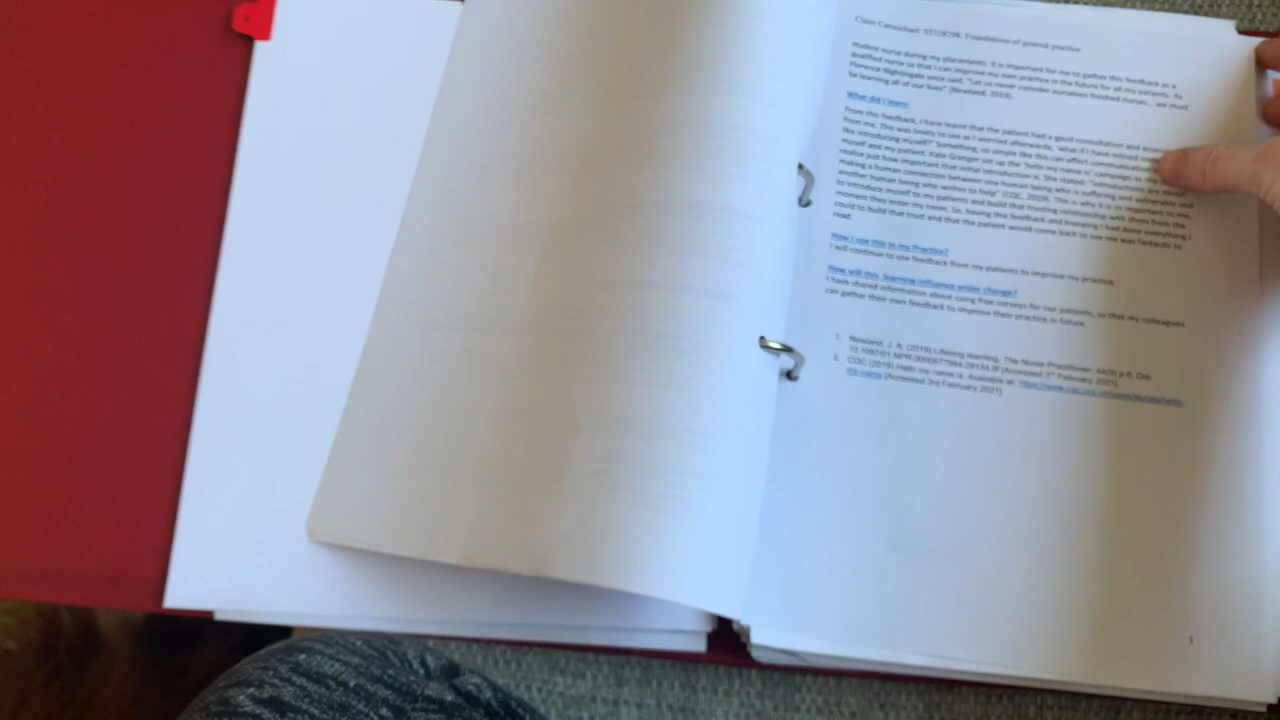 Claire Carmichael: Foundations of general practice
student nurse during my placements. It is important for me to gather this feedback as a
qualified nurse so that I can improve my own practice in the future for all my patients. As
Florence Nightingale once said, "Let us never consider ourselves finished nurses... we must
be learning all of our lives" (Newland, 2019).
What did I learn:
From this feedback, I have learnt that the patient had a good consultation and
from me. This was lovely to see as I worried afterwards, 'what if I have missed
like introducing myself?' Something, so simple like this can affect communication
myself and my patient. Kate Granger set up the 'hello my name is' campaign as she
realise just how important that initial introduction is. She stated: "Introductions are about
making a human connection between one human being who is suffering and vulnerable and
another human being who wishes to help" (CQC, 2019). This is why it is so important to me,
to introduce myself to my patients and build that trusting relationship with them from the
moment they enter my room. So, having this feedback and knowing I had done everything I
could to build that trust and that the patient would come back to see me was fantastic to
read.
How I use this in my Practice?
I will continue to use feedback from my patients to improve my practice.
How will this learning influence wider change?
I have shared information about using free surveys for our patients, so that my colleagues
can gather their own feedback to improve their practice in future.
1. Newland, J. A. (2019) Lifelong learning, The Nurse Practitioner. 44(9) p 6. Doi:
[Accessed 3rd February 2021]
2. CQC (2019) Hello my name is. Available at:
my-name [Accessed 3rd February 2021]
1